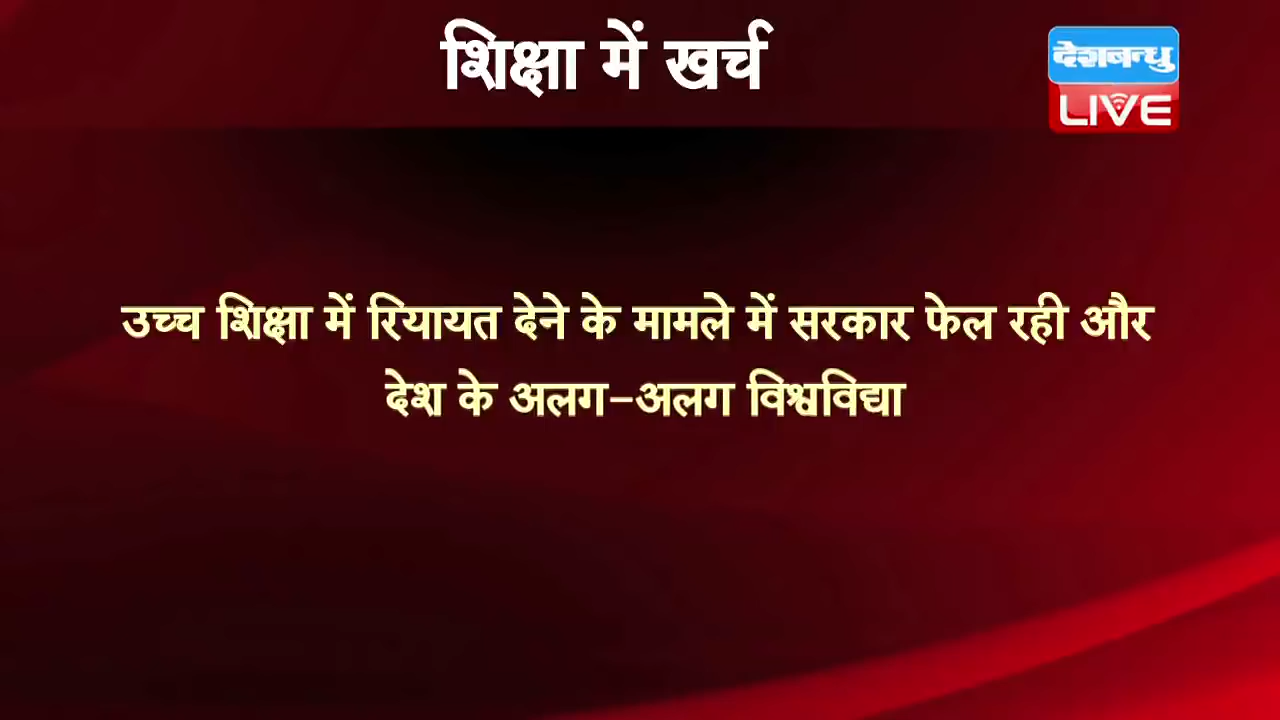 शिक्षा में खर्च
देशबन्धु
LIVE
उच्च शिक्षा में रियायत देने के मामले में सरकार फेल रही और
देश के अलग-अलग विश्वविद्या